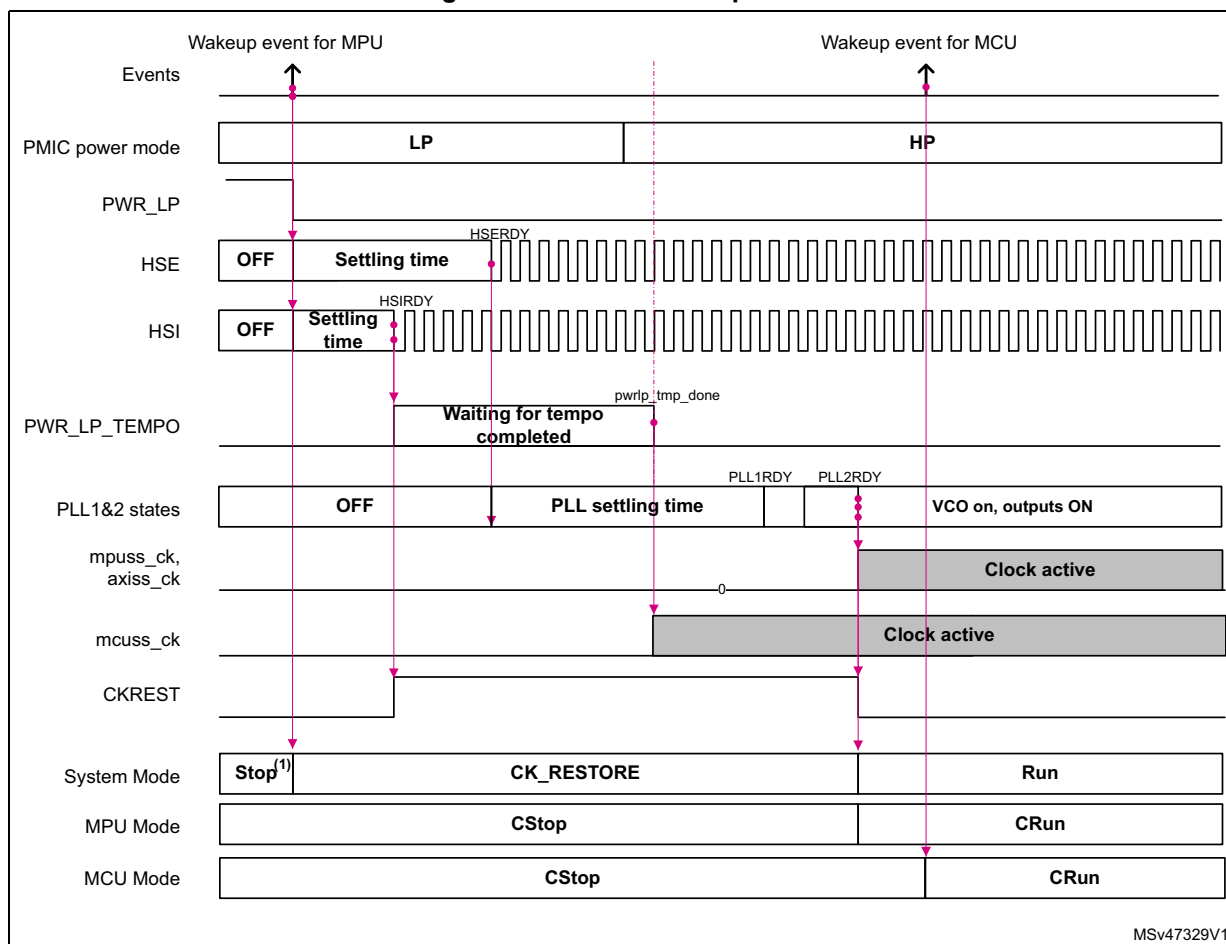 Wakeup event for MPU
Wakeup event for MCU
Events
PMIC power mode
LP
HP
PWR_LP
HSERDY
HSE
OFF
Settling time
HSIRDY
HSI
OFF
Settling
time
pwrlp_tmp_done
PWR_LP_TEMPO
Waiting for tempo
completed
PLL1RDY
PLL2RDY
PLL1&2 states
OFF
PLL settling time
VCO on, outputs ON
mpuss_ck,
axiss_ck
0
Clock active
mcuss_ck
Clock active
CKREST
System Mode
Stop(1)
CK_RESTORE
Run
MPU Mode
CStop
CRun
MCU Mode
CStop
CRun
MSv47329V1